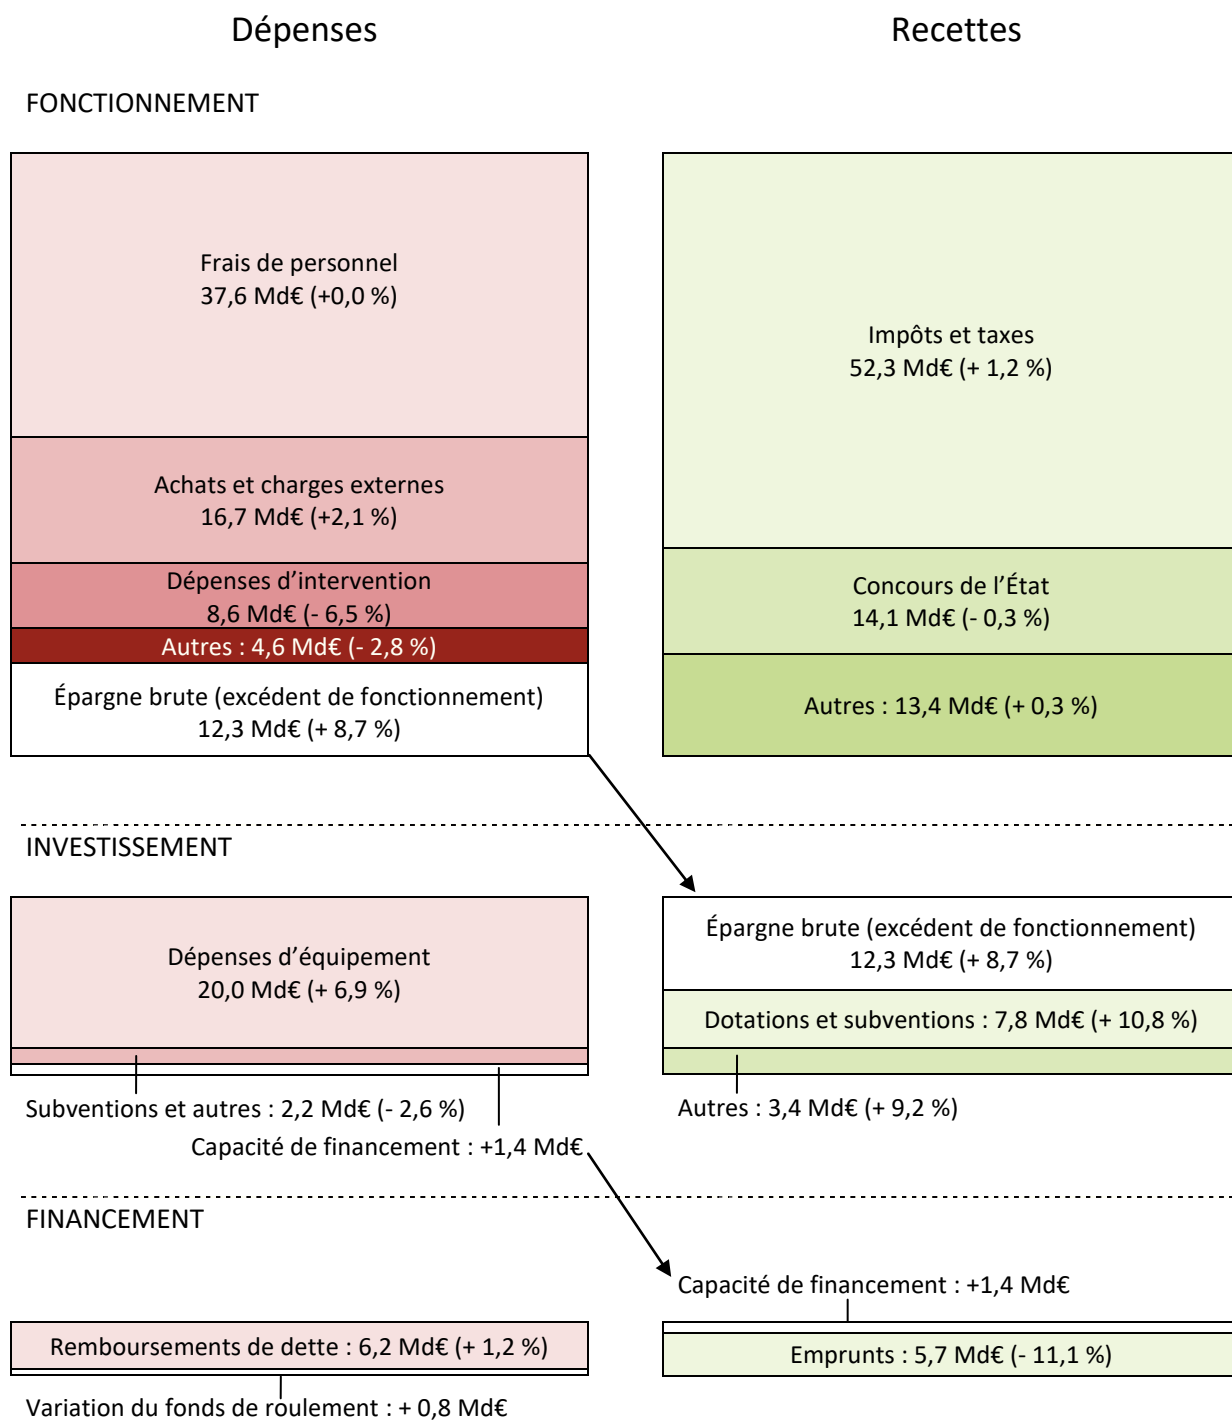 Dépenses
Recettes
FONCTIONNEMENT
Frais de personnel
37,6 Md€ (+0,0 %)
Achats et charges externes
16,7 Md€ (+2,1 %)
Dépenses d’intervention
8,6 Md€ (- 6,5 %)
Autres : 4,6 Md€ (- 2,8 %)
Épargne brute (excédent de fonctionnement)
12,3 Md€ (+ 8,7 %)
Impôts et taxes
52,3 Md€ (+ 1,2 %)
Concours de l’État
14,1 Md€ (- 0,3 %)
Autres : 13,4 Md€ (+ 0,3 %)
INVESTISSEMENT
Dépenses d’équipement
20,0 Md€ (+ 6,9 %)
Subventions et autres : 2,2 Md€ (- 2,6 %)
Capacité de financement : +1,4 Md€
Épargne brute (excédent de fonctionnement)
12,3 Md€ (+ 8,7 %)
Dotations et subventions : 7,8 Md€ (+ 10,8 %)
Autres : 3,4 Md€ (+ 9,2 %)
FINANCEMENT
Remboursements de dette : 6,2 Md€ (+ 1,2 %)
Variation du fonds de roulement : + 0,8 Md€
Capacité de financement : +1,4 Md€
Emprunts : 5,7 Md€ (- 11,1 %)